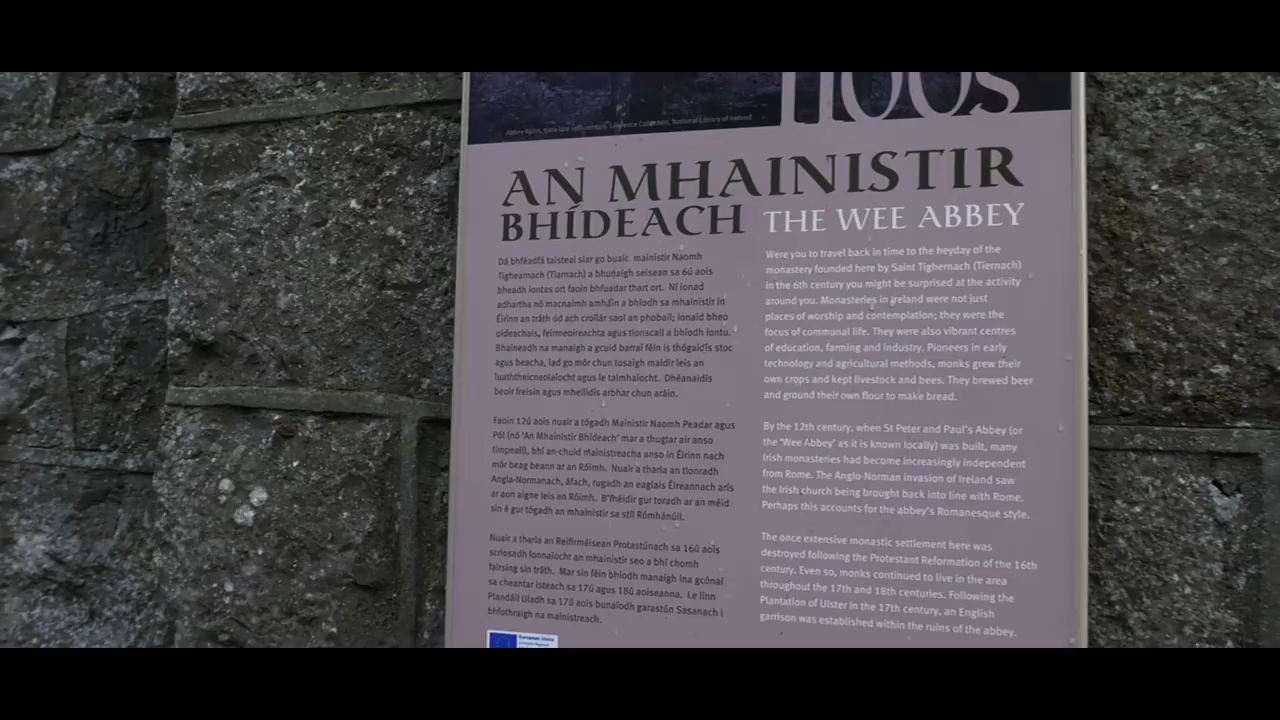 1100s
Abbey Ruins, Lawrence Collection, National Library of Ireland
AN MHAINISTIR
BHÍDEACH THE WEE ABBEY
Dá bhféadfá taisteal siar go buaic mainistir Naomh
Tighearnach (Tiarnach) a bhunaigh seisean sa 6ú aois
bheadh iontas ort faoin bhfuadar thart ort. Ní ionad
adhartha nó macnaimh amháin a bhíodh sa mhainistir in
Éirinn an tráth úd ach croílár saol an phobail; ionaid bheo
oideachais, feirmeoireachta agus tionscail a bhíodh iontu.
Bhaineadh na manaigh a gcuid barraí féin is thógaidís stoc
agus beacha, iad go mór chun tosaigh maidir leis an
luaththeicneolaíocht agus le talmhaíocht. Dhéanaidís
beoir freisin agus mheilidís arbhar chun aráin.
Faoin 12ú aois nuair a tógadh Mainistir Naomh Peadar agus
Pól (nó 'An Mhainistir Bhídeach' mar a thugtar air anso
timpeall), bhí an-chuid mainistreacha anso in Éirinn nach
mór beag beann ar an Róimh. Nuair a tharla an tIonradh
Angla-Normanach, áfach, rugadh an eaglais Éireannach arís
ar aon aigne leis an Róimh. B'fhéidir gur toradh ar an méid
sin é gur tógadh an mhainistir sa stíl Rómhánúil.
Nuair a tharla an Reifirméisean Protastúnach sa 16ú aois
scriosadh lonnaíocht an mhainistir seo a bhí chomh
fairsing sin tráth. Mar sin féin bhíodh manaigh ina gcónaí
sa cheantar isteach sa 17ú agus 18ú aoiseanna. Le linn
Plandáil Uladh sa 17ú aois bunaíodh garastún Sasanach i
bhfothraigh na mainistreach.
Were you to travel back in time to the heyday of the
monastery founded here by Saint Tighernach (Tiernach)
in the 6th century you might be surprised at the activity
around you. Monasteries in Ireland were not just
places of worship and contemplation; they were the
focus of communal life. They were also vibrant centres
of education, farming and industry. Pioneers in early
technology and agricultural methods, monks grew their
own crops and kept livestock and bees. They brewed beer
and ground their own flour to make bread.
By the 12th century, when St Peter and Paul's Abbey (or
the 'Wee Abbey' as it is known locally) was built, many
Irish monasteries had become increasingly independent
from Rome. The Anglo-Norman invasion of Ireland saw
the Irish church being brought back into line with Rome.
Perhaps this accounts for the abbey's Romanesque style.
The once extensive monastic settlement here was
destroyed following the Protestant Reformation of the 16th
century. Even so, monks continued to live in the area
throughout the 17th and 18th centuries. Following the
Plantation of Ulster in the 17th century, an English
garrison was established within the ruins of the abbey.
European Union